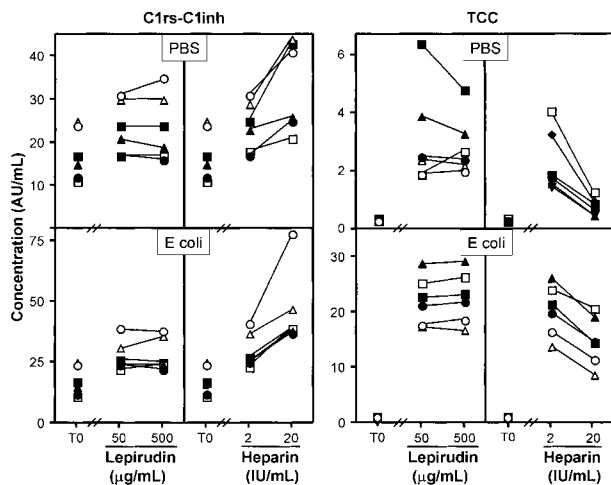 C1rs-C1inh
TCC
PBS
PBS
Concentration (AU/mL)
40
30
20
10
6
4
2
0
E coli
E coli
75
50
25
0
30
20
10
0
T0 50 500 T0 2 20
T0 50 500 T0 2 20
Lepirudin Heparin
(µg/mL) (IU/mL)
Lepirudin Heparin
(µg/mL) (IU/mL)